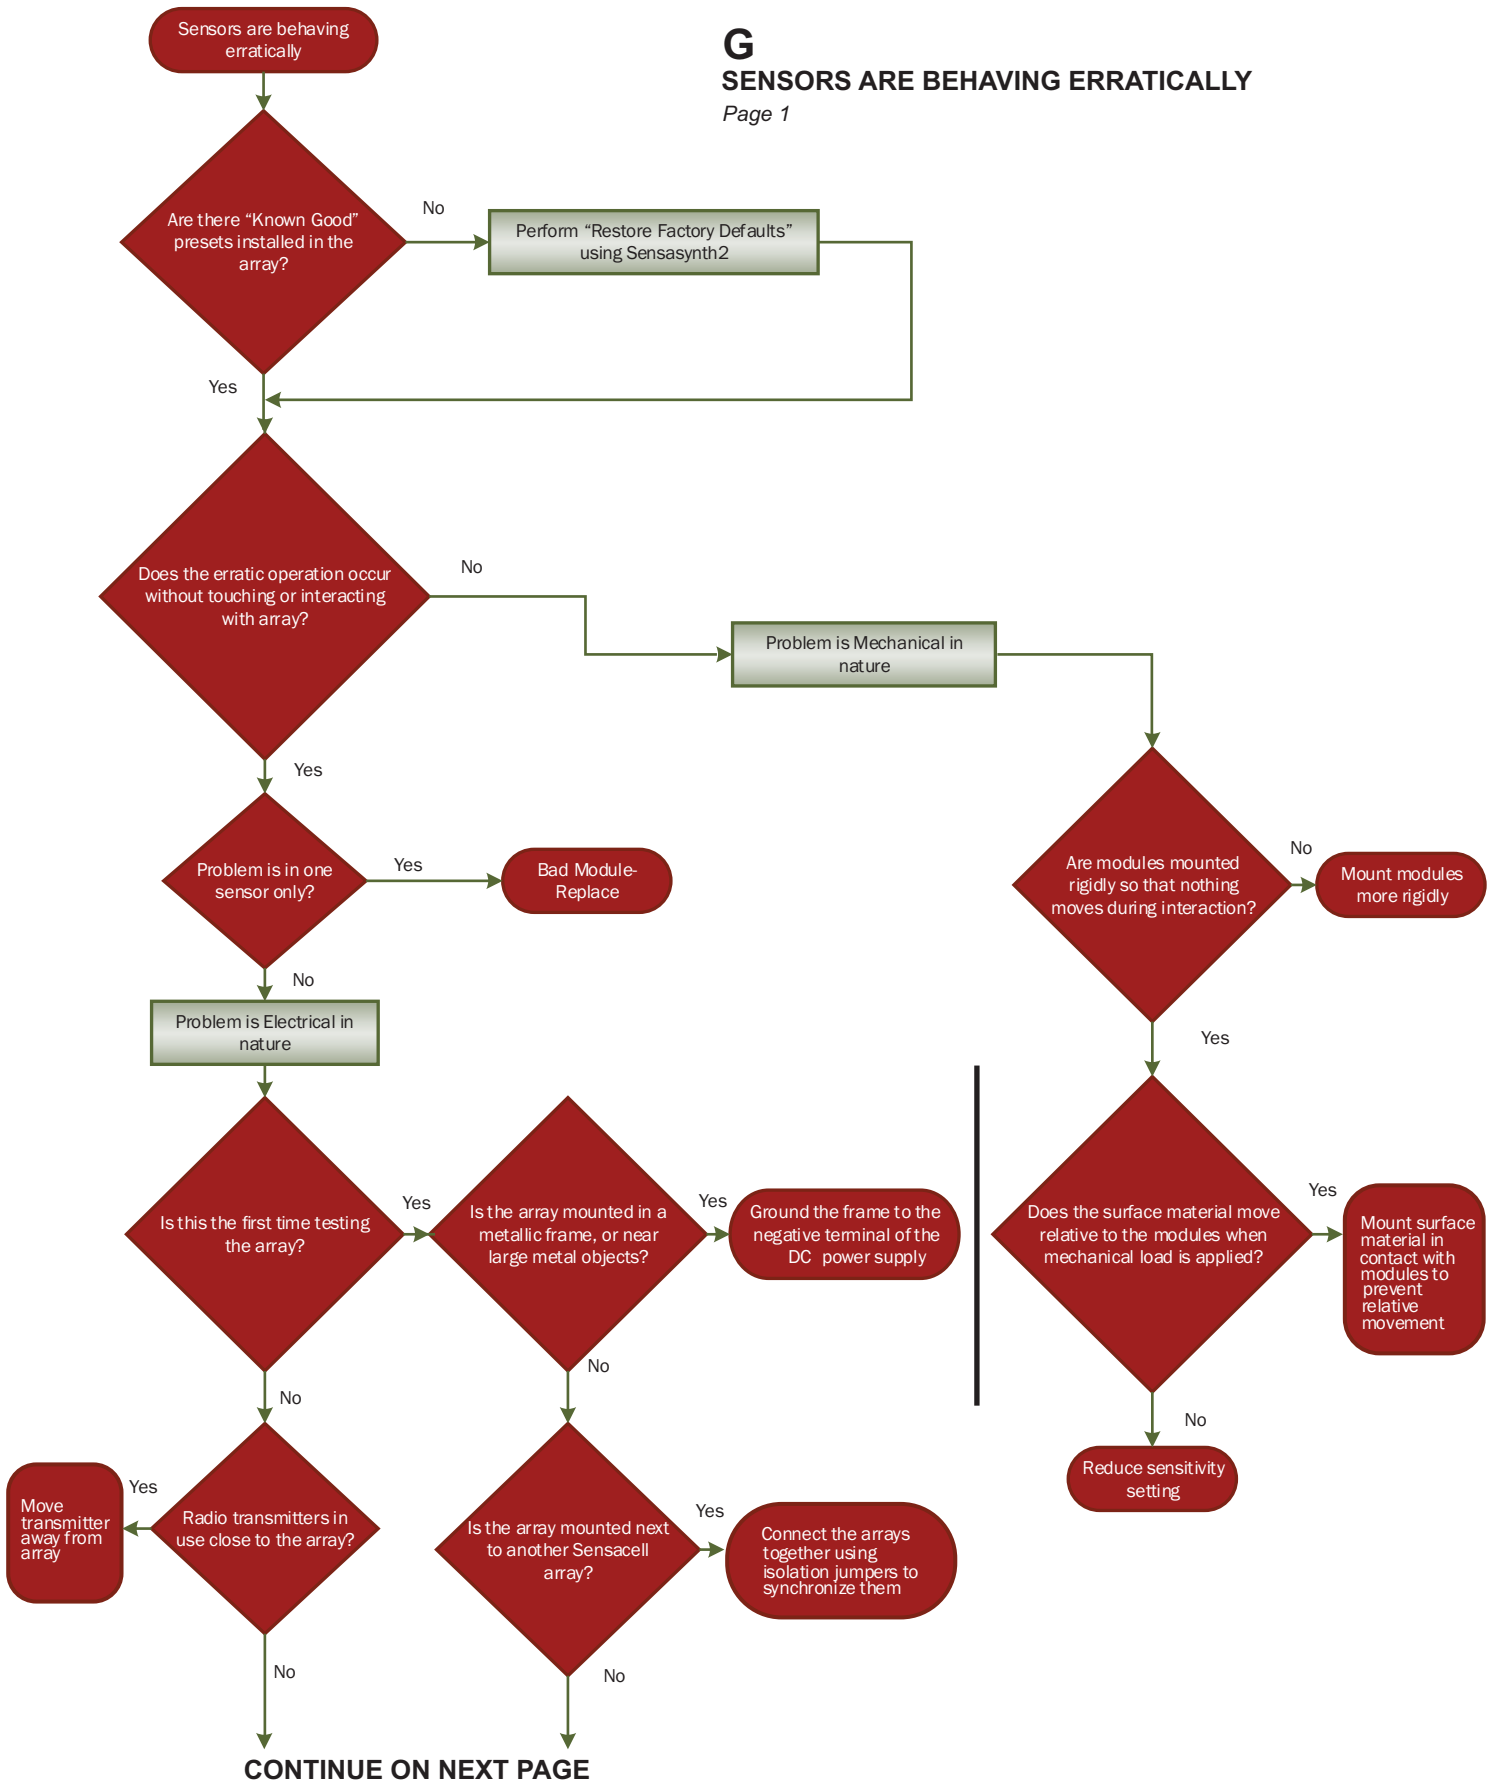 Sensors are behaving
erratically
G
SENSORS ARE BEHAVING ERRATICALLY
Page 1
Are there “Known Good”
presets installed in the
array?
No
Perform “Restore Factory Defaults”
using Sensasynth2
Yes
Does the erratic operation occur
without touching or interacting
with array?
No
Problem is Mechanical in
nature
Yes
Problem is in one
sensor only?
Yes
Bad Module-
Replace
Are modules mounted
rigidly so that nothing
moves during interaction?
No
Mount modules
more rigidly
No
Problem is Electrical in
nature
Yes
Is this the first time testing
the array?
Yes
Is the array mounted in a
metallic frame, or near
large metal objects?
Yes
Ground the frame to the
negative terminal of the
DC power supply
Does the surface material move
relative to the modules when
mechanical load is applied?
Yes
Mount surface
material in
contact with
modules to
prevent
relative
movement
No
No
No
Reduce sensitivity
setting
Move
transmitter
away from
array
Yes
Radio transmitters in
use close to the array?
Is the array mounted next
to another Sensacell
array?
Yes
Connect the arrays
together using
isolation jumpers to
synchronize them
No
No
CONTINUE ON NEXT PAGE